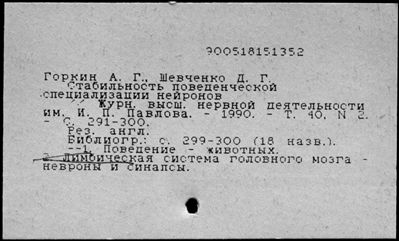 900518151352
Горкин А. Г., Шевченко Д. Г.
Стабильность поведенческой
специализации нейронов
// Журн. высш. нервной деятельности
им. И. П. Павлова. - 1990. - Т. 40, N 2.
- С. 291-300.
Рез. англ.
Библиогр.: с. 299-300 (18 назв.).
--1. Поведение - животных.
2. Лимбическая система головного мозга -
невроны и синапсы.